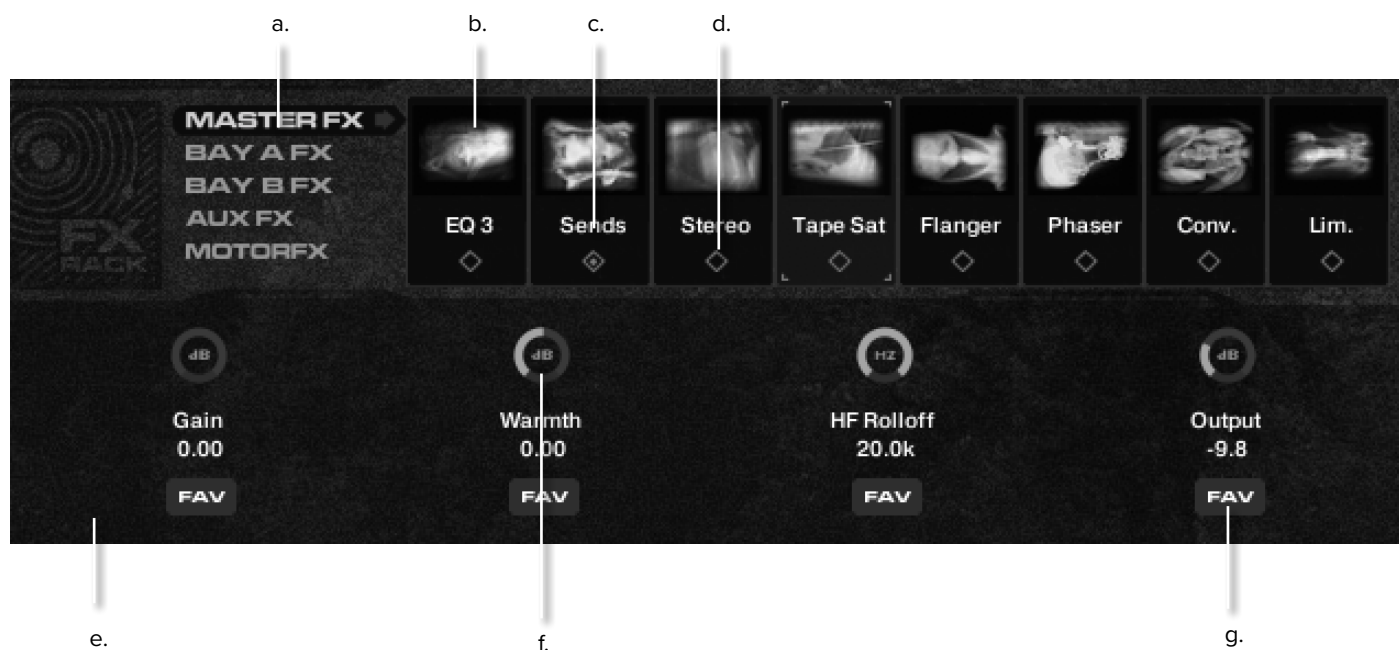 a.
b.
c.
d.
FX
RACK
MASTER FX
BAY A FX
BAY B FX
AUX FX
MOTORFX
EQ 3
Sends
Stereo
Tape Sat
Flanger
Phaser
Conv.
Lim.
dB
dB
HZ
dB
Gain
Warmth
HF Rolloff
Output
0.00
0.00
20.0k
-9.8
FAV
FAV
FAV
FAV
e.
f.
g.